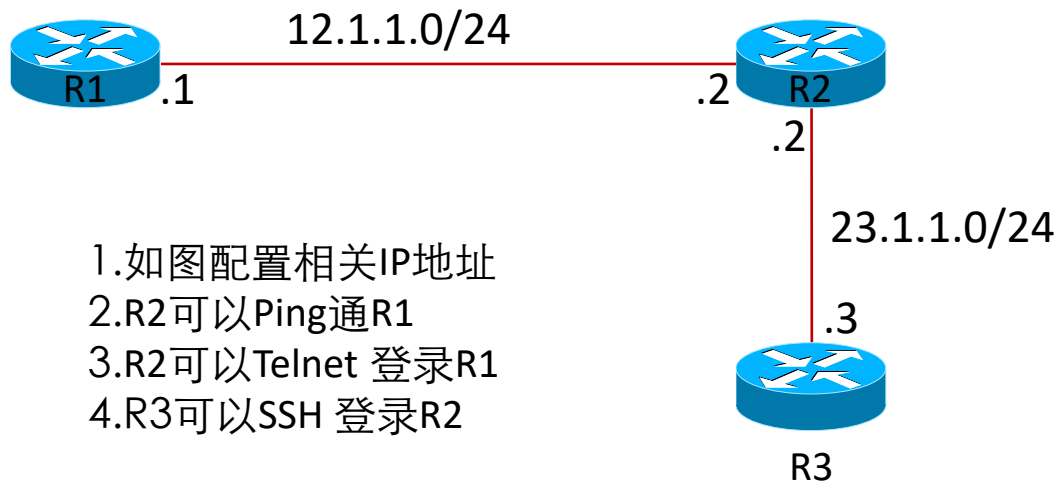 12.1.1.0/24
R1
.1
.2
R2
.2
23.1.1.0/24
1.如图配置相关IP地址
2.R2可以Ping通R1
3.R2可以Telnet 登录R1
4.R3可以SSH 登录R2
.3
R3